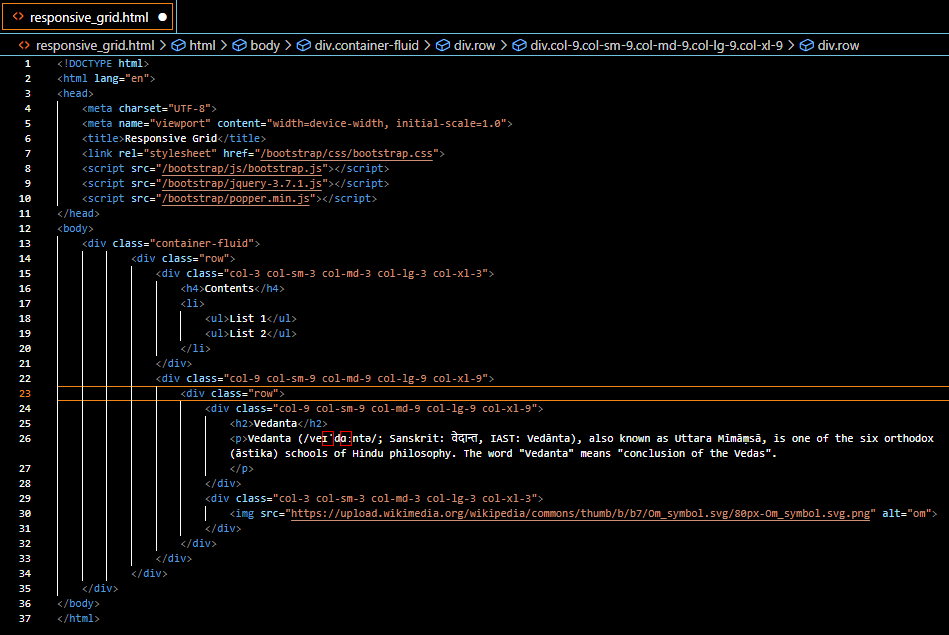 responsive_grid.html
responsive_grid.html > html > body > div.container-fluid > div.row > div.col-9.col-sm-9.col-md-9.col-lg-9.col-xl-9 > div.row
1 <!DOCTYPE html>
2 <html lang="en">
3 <head>
4 <meta charset="UTF-8">
5 <meta name="viewport" content="width=device-width, initial-scale=1.0">
6 <title>Responsive Grid</title>
7 <link rel="stylesheet" href="/bootstrap/css/bootstrap.css">
8 <script src="/bootstrap/js/bootstrap.js"></script>
9 <script src="/bootstrap/jquery-3.7.1.js"></script>
10 <script src="/bootstrap/popper.min.js"></script>
11 </head>
12 <body>
13 <div class="container-fluid">
14 <div class="row">
15 <div class="col-3 col-sm-3 col-md-3 col-lg-3 col-xl-3">
16 <h4>Contents</h4>
17 <li>
18 <ul>List 1</ul>
19 <ul>List 2</ul>
20 </li>
21 </div>
22 <div class="col-9 col-sm-9 col-md-9 col-lg-9 col-xl-9">
23 <div class="row">
24 <div class="col-9 col-sm-9 col-md-9 col-lg-9 col-xl-9">
25 <h2>Vedanta</h2>
26 <p>Vedanta (/veɪˈdɑːntə/; Sanskrit: वेदान्त, IAST: Vedānta), also known as Uttara Mīmāṃsā, is one of the six orthodox
(āstika) schools of Hindu philosophy. The word "Vedanta" means "conclusion of the Vedas".
27 </p>
28 </div>
29 <div class="col-3 col-sm-3 col-md-3 col-lg-3 col-xl-3">
30 <img src="https://upload.wikimedia.org/wikipedia/commons/thumb/b/b7/Om_symbol.svg/80px-Om_symbol.svg.png" alt="om">
31 </div>
32 </div>
33 </div>
34 </div>
35 </div>
36 </body>
37 </html>